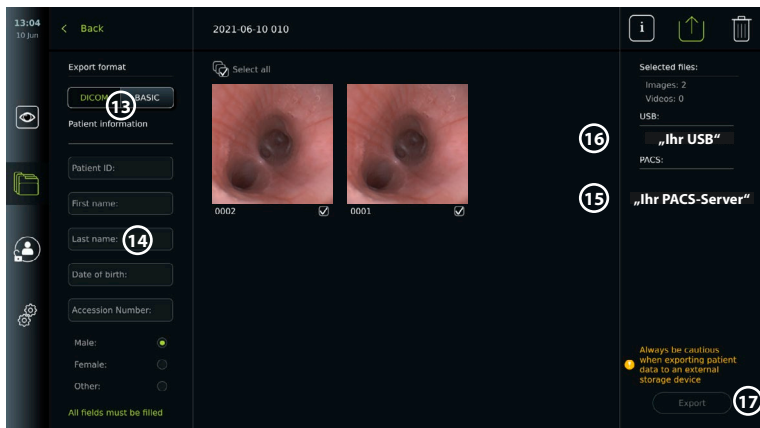 13:04
10 Jun
Back
2021-06-10 010
i
Export format
DICOM
BASIC
13
Patient information
Patient ID:
First name:
Last name:
14
Date of birth:
Accession Number:
Male:
Female:
Other:
All fields must be filled
Select all
0002
0001
Selected files:
Images: 2
Videos: 0
USB:
16
„Ihr USB“
PACS:
15
„Ihr PACS-Server“
Always be cautious
when exporting patient
data to an external
storage device
Export
17